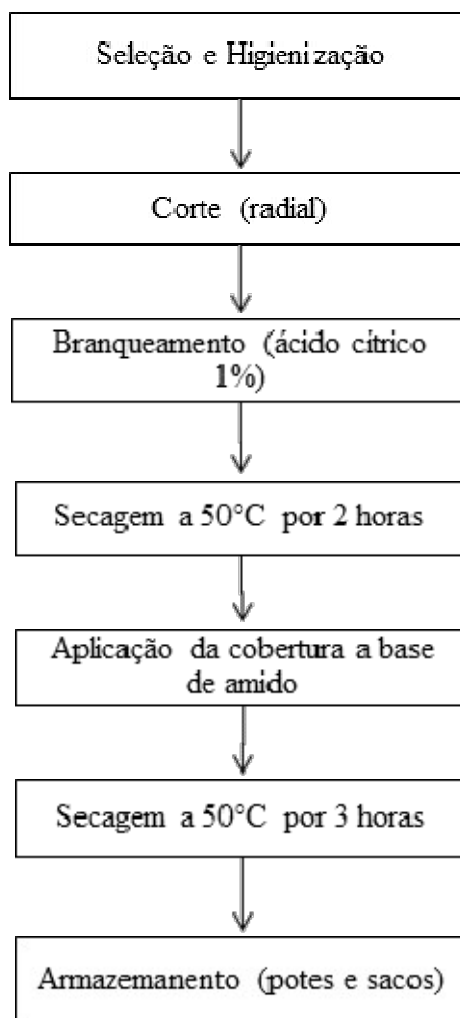 Seleção e Higienização
Corte (radial)
Branqueamento (ácido cítrico
1%)
Secagem a 50°C por 2 horas
Aplicação da cobertura a base
de amido
Secagem a 50°C por 3 horas
Armazemanento (potes e sacos)